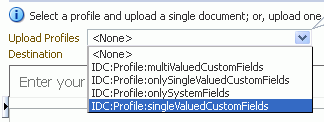 Select a profile and upload a single document; or, upload one
Upload Profiles <None>
<None>
Destination IDC:Profile:multiValuedCustomFields
IDC:Profile:onlySingleValuedCustomFields
Enter your IDC:Profile:onlySystemFields
IDC:Profile:singleValuedCustomFields